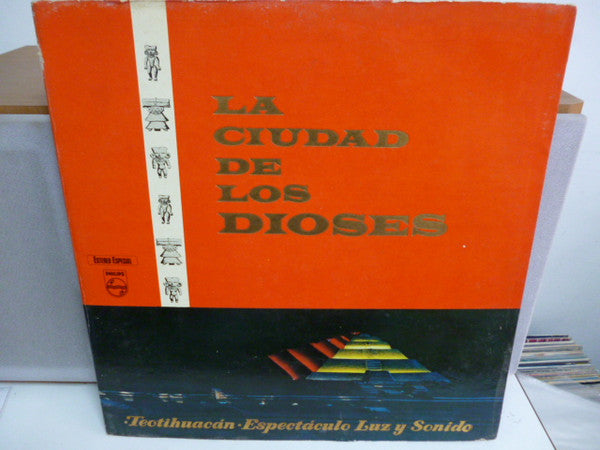 LA
CIUDAD
DE
LOS
DIOSES
ESTEREO ESPECIAL
PHILIPS
·Teotihuacán·Espectáculo Luz y Sonido